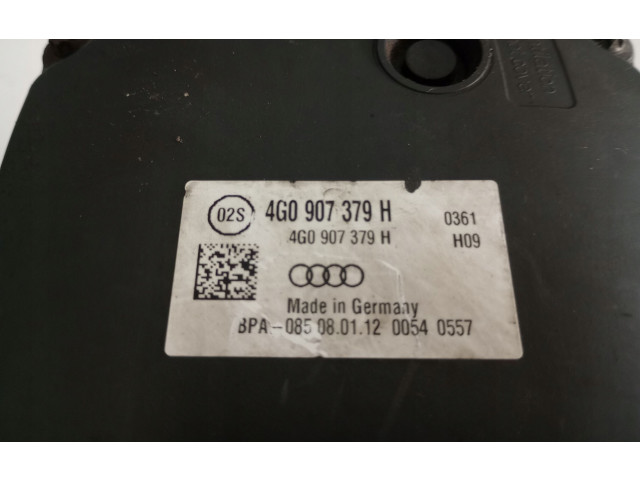 02S 4G0 907 379 H 0361
4G0 907 379 H H09
Made in Germany
BPA-085 08.01.12 0054 0557